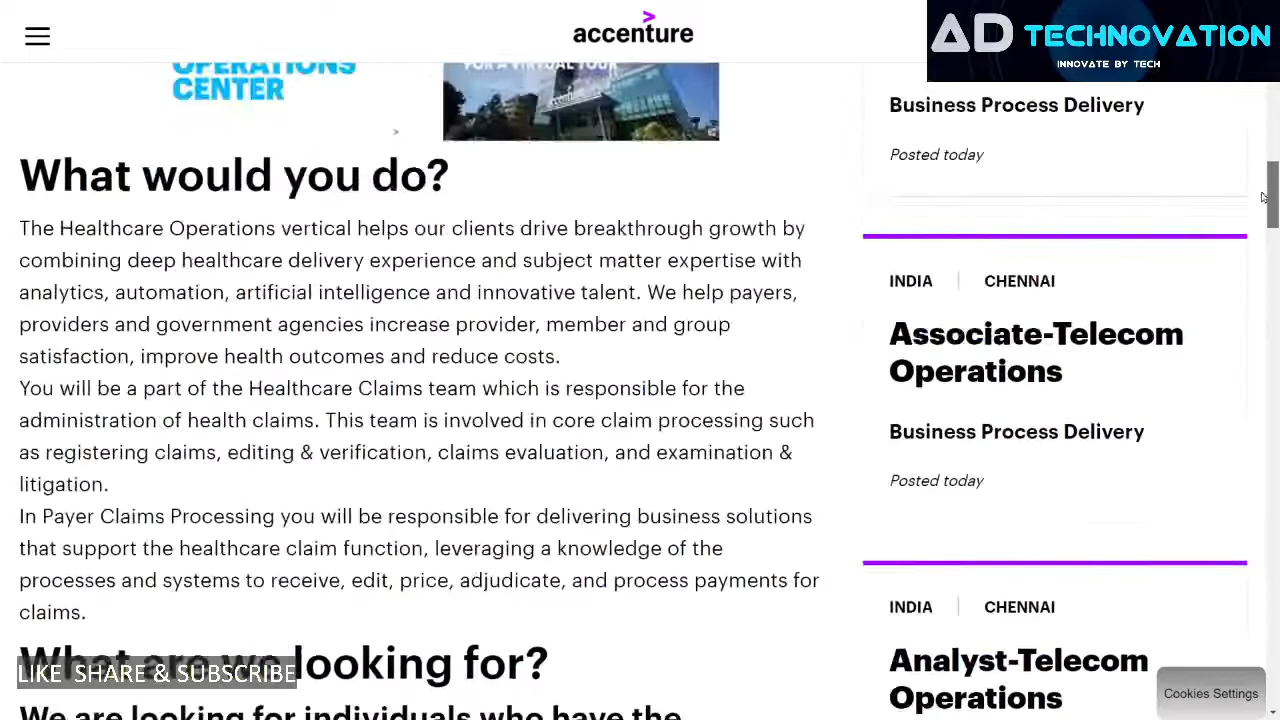 accenture
AD TECHNOVATION
INNOVATE BY TECH
OPERATIONS
CENTER
FOR A VIRTUAL TOUR
What would you do?
The Healthcare Operations vertical helps our clients drive breakthrough growth by
combining deep healthcare delivery experience and subject matter expertise with
analytics, automation, artificial intelligence and innovative talent. We help payers,
providers and government agencies increase provider, member and group
satisfaction, improve health outcomes and reduce costs.
You will be a part of the Healthcare Claims team which is responsible for the
administration of health claims. This team is involved in core claim processing such
as registering claims, editing & verification, claims evaluation, and examination &
litigation.
In Payer Claims Processing you will be responsible for delivering business solutions
that support the healthcare claim function, leveraging a knowledge of the
processes and systems to receive, edit, price, adjudicate, and process payments for
claims.
What are we looking for?
LIKE SHARE & SUBSCRIBE
We are looking for individuals who have the
Business Process Delivery
Posted today
INDIA | CHENNAI
Associate-Telecom
Operations
Business Process Delivery
Posted today
INDIA | CHENNAI
Analyst-Telecom
Operations
Cookies Settings